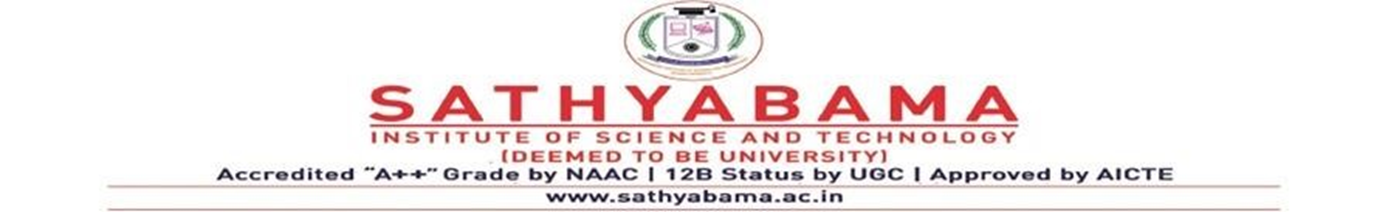 SATHYABAMA
INSTITUTE OF SCIENCE AND TECHNOLOGY
(DEEMED TO BE UNIVERSITY)
Accredited "A++" Grade by NAAC | 12B Status by UGC | Approved by AICTE
www.sathyabama.ac.in